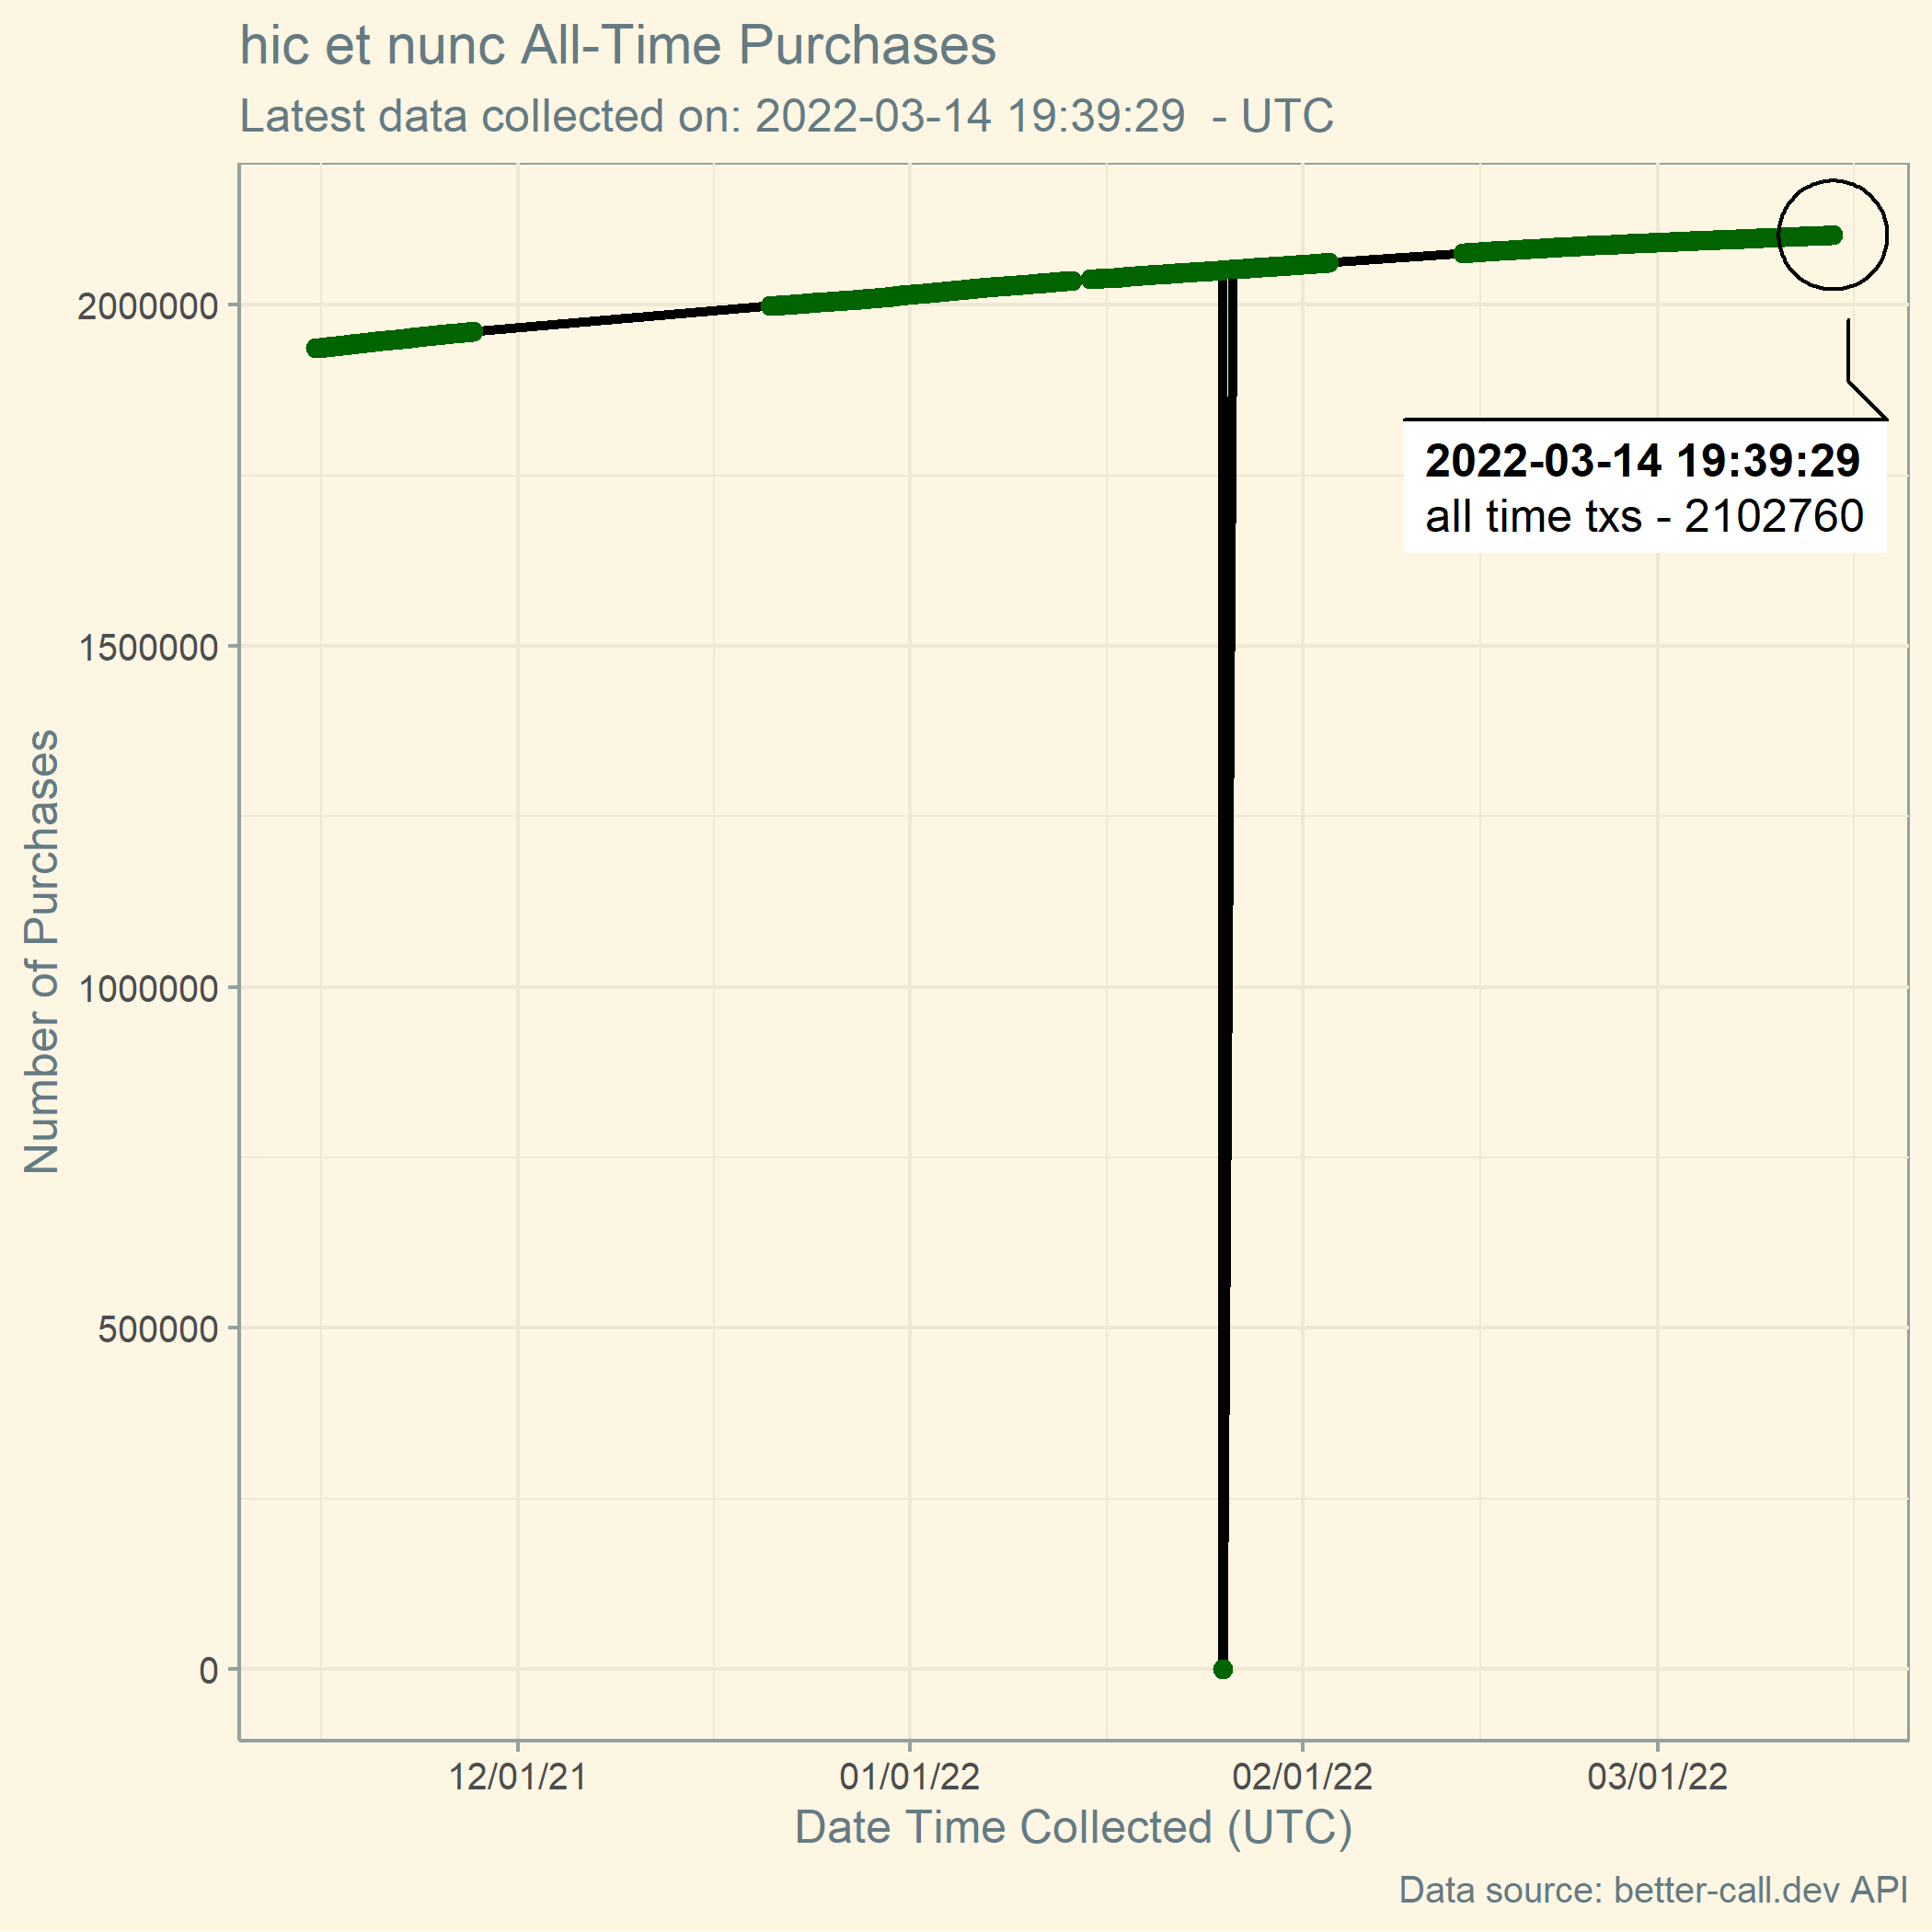 hic et nunc All-Time Purchases
Latest data collected on: 2022-03-14 19:39:29  - UTC
2000000
1500000
1000000
500000
0
Number of Purchases
2022-03-14 19:39:29
all time txs - 2102760
12/01/21
01/01/22
02/01/22
03/01/22
Date Time Collected (UTC)
Data source: better-call.dev API